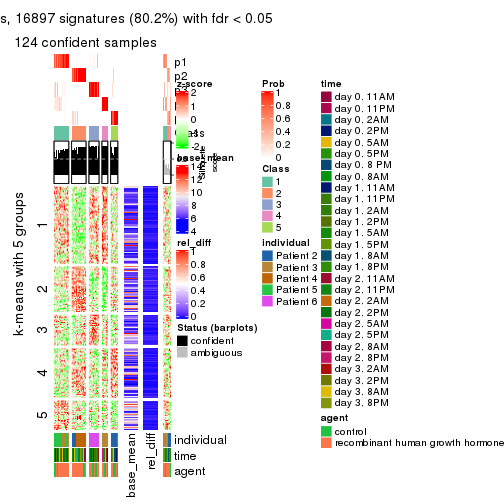 s, 16897 signatures (80.2%) with fdr < 0.05
124 confident samples
p1
p2
z-score
2
1
0
-1
-2
Class
base_mean
14
12
10
8
6
4
rel_diff
1
0.8
0.6
0.4
0.2
0
Status (barplots)
confident
ambiguous
Prob
1
0.8
0.6
0.4
0.2
0
Class
1
2
3
4
5
individual
Patient 2
Patient 3
Patient 4
Patient 5
Patient 6
time
day 0. 11AM
day 0. 11PM
day 0. 2AM
day 0. 2PM
day 0. 5AM
day 0. 5PM
day 0. 8 PM
day 0. 8AM
day 1. 11AM
day 1. 11PM
day 1. 2AM
day 1. 2PM
day 1. 5AM
day 1. 5PM
day 1. 8AM
day 1. 8PM
day 2. 11AM
day 2. 11PM
day 2. 2AM
day 2. 2PM
day 2. 5AM
day 2. 5PM
day 2. 8AM
day 2. 8PM
day 3. 2AM
day 3. 2PM
day 3. 8AM
day 3. 8PM
agent
control
recombinant human growth hormone
k-means with 5 groups
1
2
3
4
5
base_mean
rel_diff
individual
time
agent